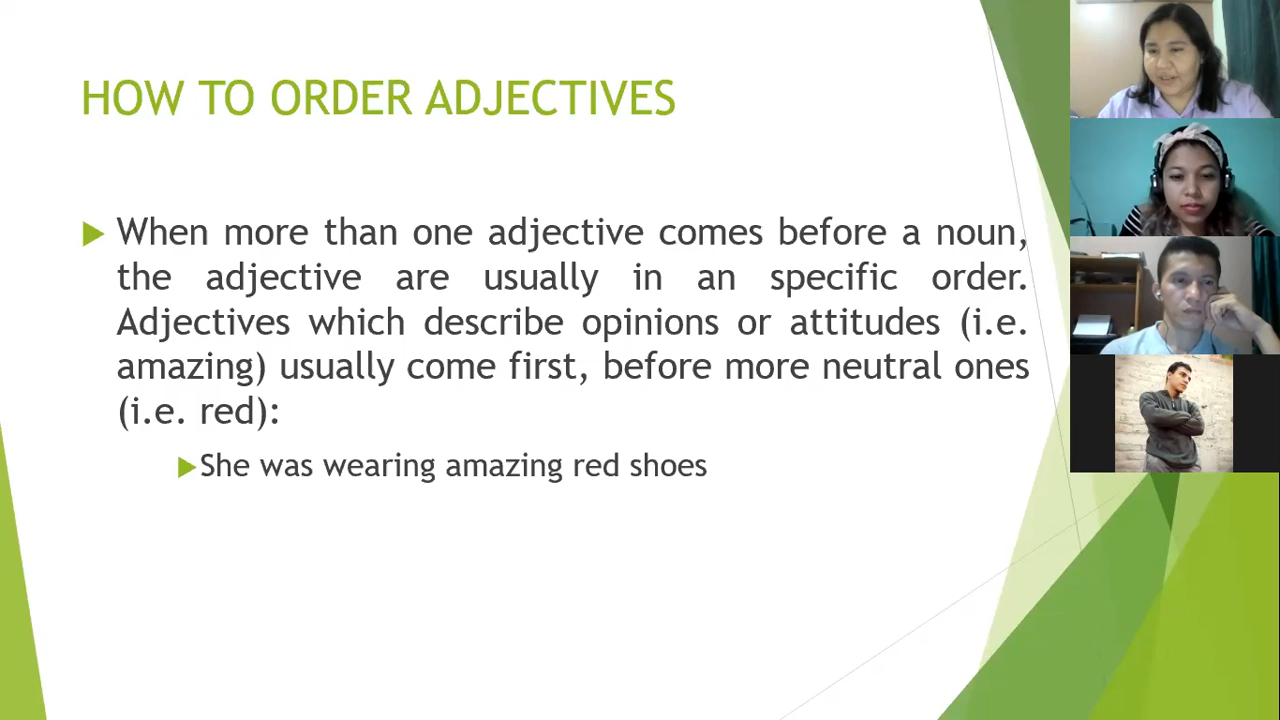 HOW TO ORDER ADJECTIVES
When more than one adjective comes before a noun,
the adjective are usually in an specific order.
Adjectives which describe opinions or attitudes (i.e.
amazing) usually come first, before more neutral ones
(i.e. red):
She was wearing amazing red shoes